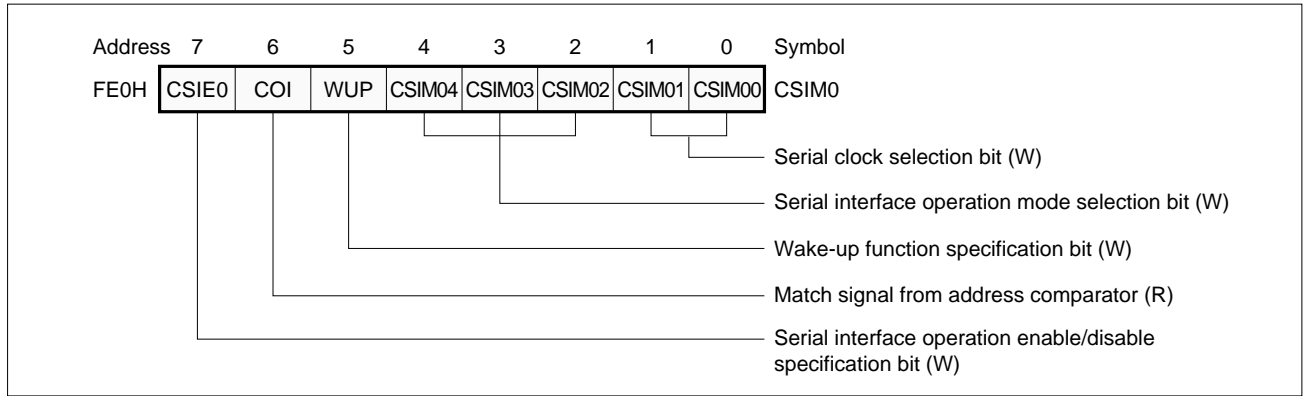 Address 7 6 5 4 3 2 1 0 Symbol
FE0H CSIE0 COI WUP CSIM04 CSIM03 CSIM02 CSIM01 CSIM00 CSIM0
Serial clock selection bit (W)
Serial interface operation mode selection bit (W)
Wake-up function specification bit (W)
Match signal from address comparator (R)
Serial interface operation enable/disable
specification bit (W)